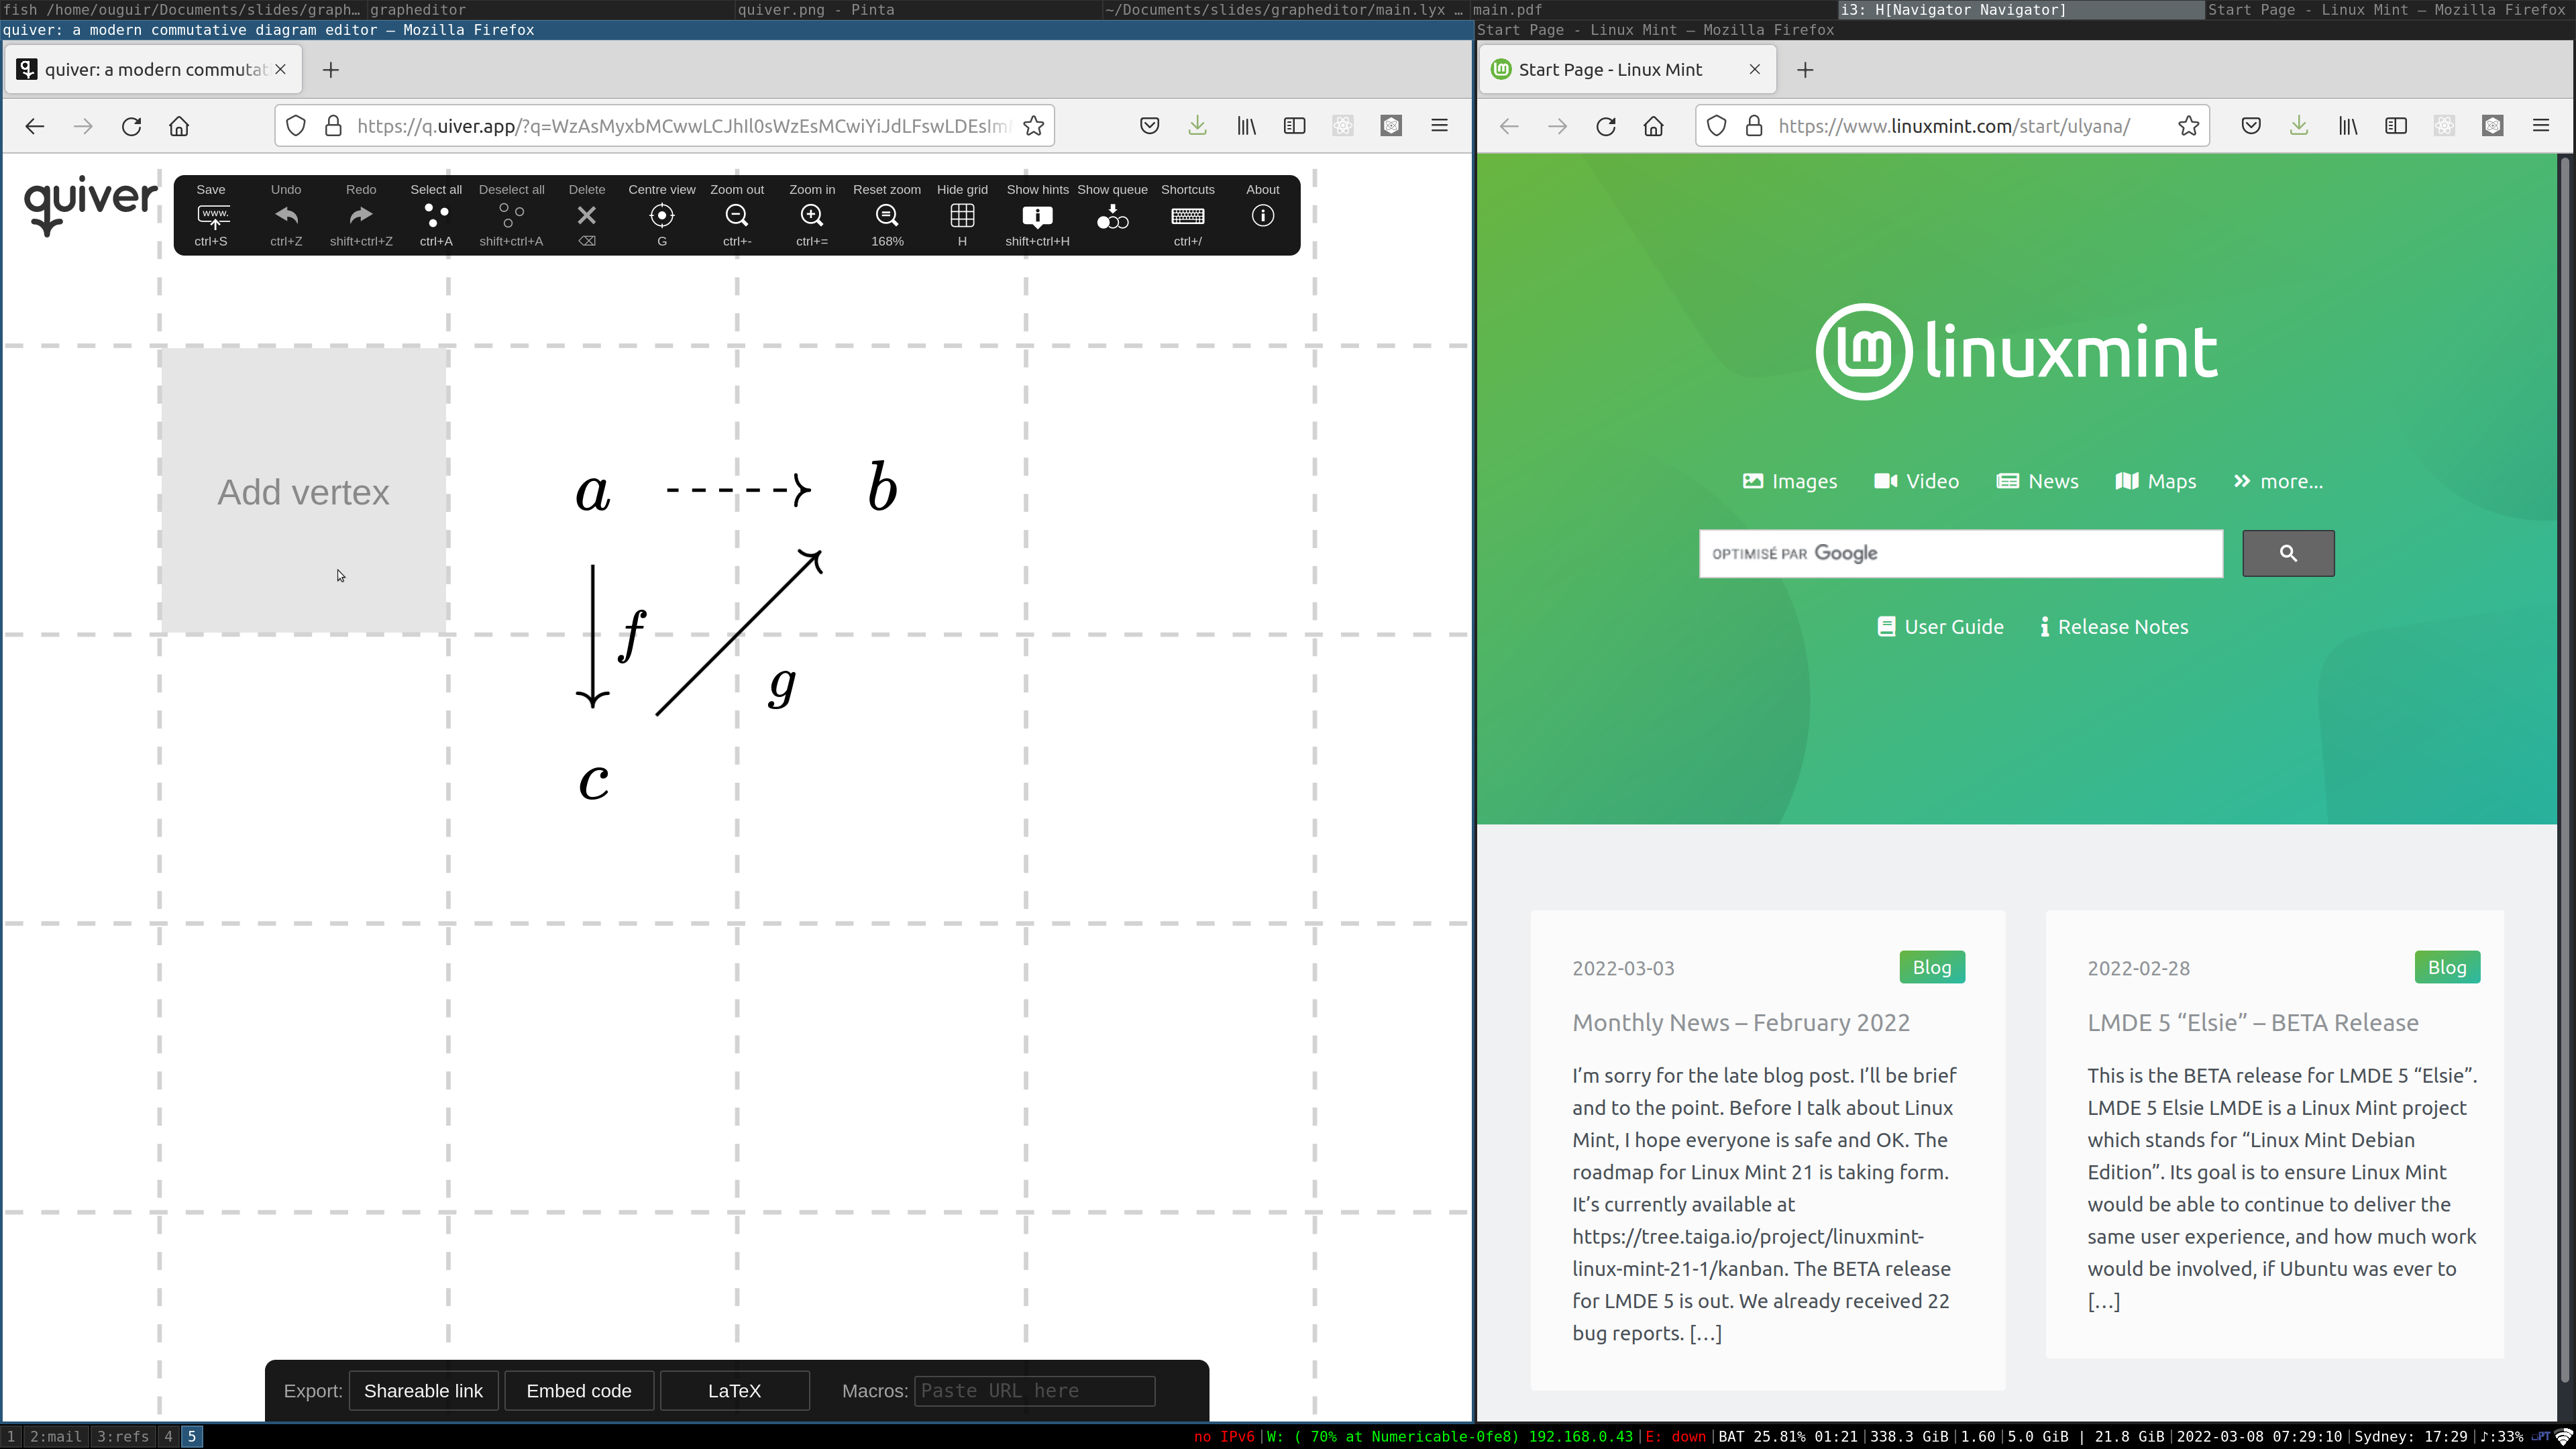 fish /home/ouguir/Documents/slides/graph…
grapheditor
quiver.png - Pinta
~/Documents/slides/grapheditor/main.lyx …
main.pdf
i3: H[Navigator Navigator]
Start Page - Linux Mint — Mozilla Firefox
quiver: a modern commutative diagram editor — Mozilla Firefox
quiver: a modern commutat
https://q.uiver.app/?q=WzAsMyxbMCwwLCJhIl0sWzEsMCwiYiJdLFswLDEsIm
quiver
Save Undo Redo Select all Deselect all Delete Centre view Zoom out Zoom in Reset zoom Hide grid Show hints Show queue Shortcuts About
www.
ctrl+S ctrl+Z shift+ctrl+Z ctrl+A shift+ctrl+A ⌫ G ctrl+- ctrl+= 168% H shift+ctrl+H ctrl+/
Add vertex
a b
f
g
c
Export: Shareable link Embed code LaTeX Macros: Paste URL here
Start Page - Linux Mint — Mozilla Firefox
Start Page - Linux Mint
https://www.linuxmint.com/start/ulyana/
linuxmint
Images Video News Maps more...
OPTIMISÉ PAR Google
User Guide Release Notes
2022-03-03 Blog
Monthly News – February 2022
I’m sorry for the late blog post. I’ll be brief
and to the point. Before I talk about Linux
Mint, I hope everyone is safe and OK. The
roadmap for Linux Mint 21 is taking form.
It’s currently available at
https://tree.taiga.io/project/linuxmint-
linux-mint-21-1/kanban. The BETA release
for LMDE 5 is out. We already received 22
bug reports. […]
2022-02-28 Blog
LMDE 5 “Elsie” – BETA Release
This is the BETA release for LMDE 5 “Elsie”.
LMDE 5 Elsie LMDE is a Linux Mint project
which stands for “Linux Mint Debian
Edition”. Its goal is to ensure Linux Mint
would be able to continue to deliver the
same user experience, and how much work
would be involved, if Ubuntu was ever to
[…]
1 2:mail 3:refs 4 5
no IPv6|W: ( 70% at Numericable-0fe8) 192.168.0.43|E: down|BAT 25.81% 01:21|338.3 GiB|1.60|5.0 GiB | 21.8 GiB|2022-03-08 07:29:10|Sydney: 17:29|♪:33%